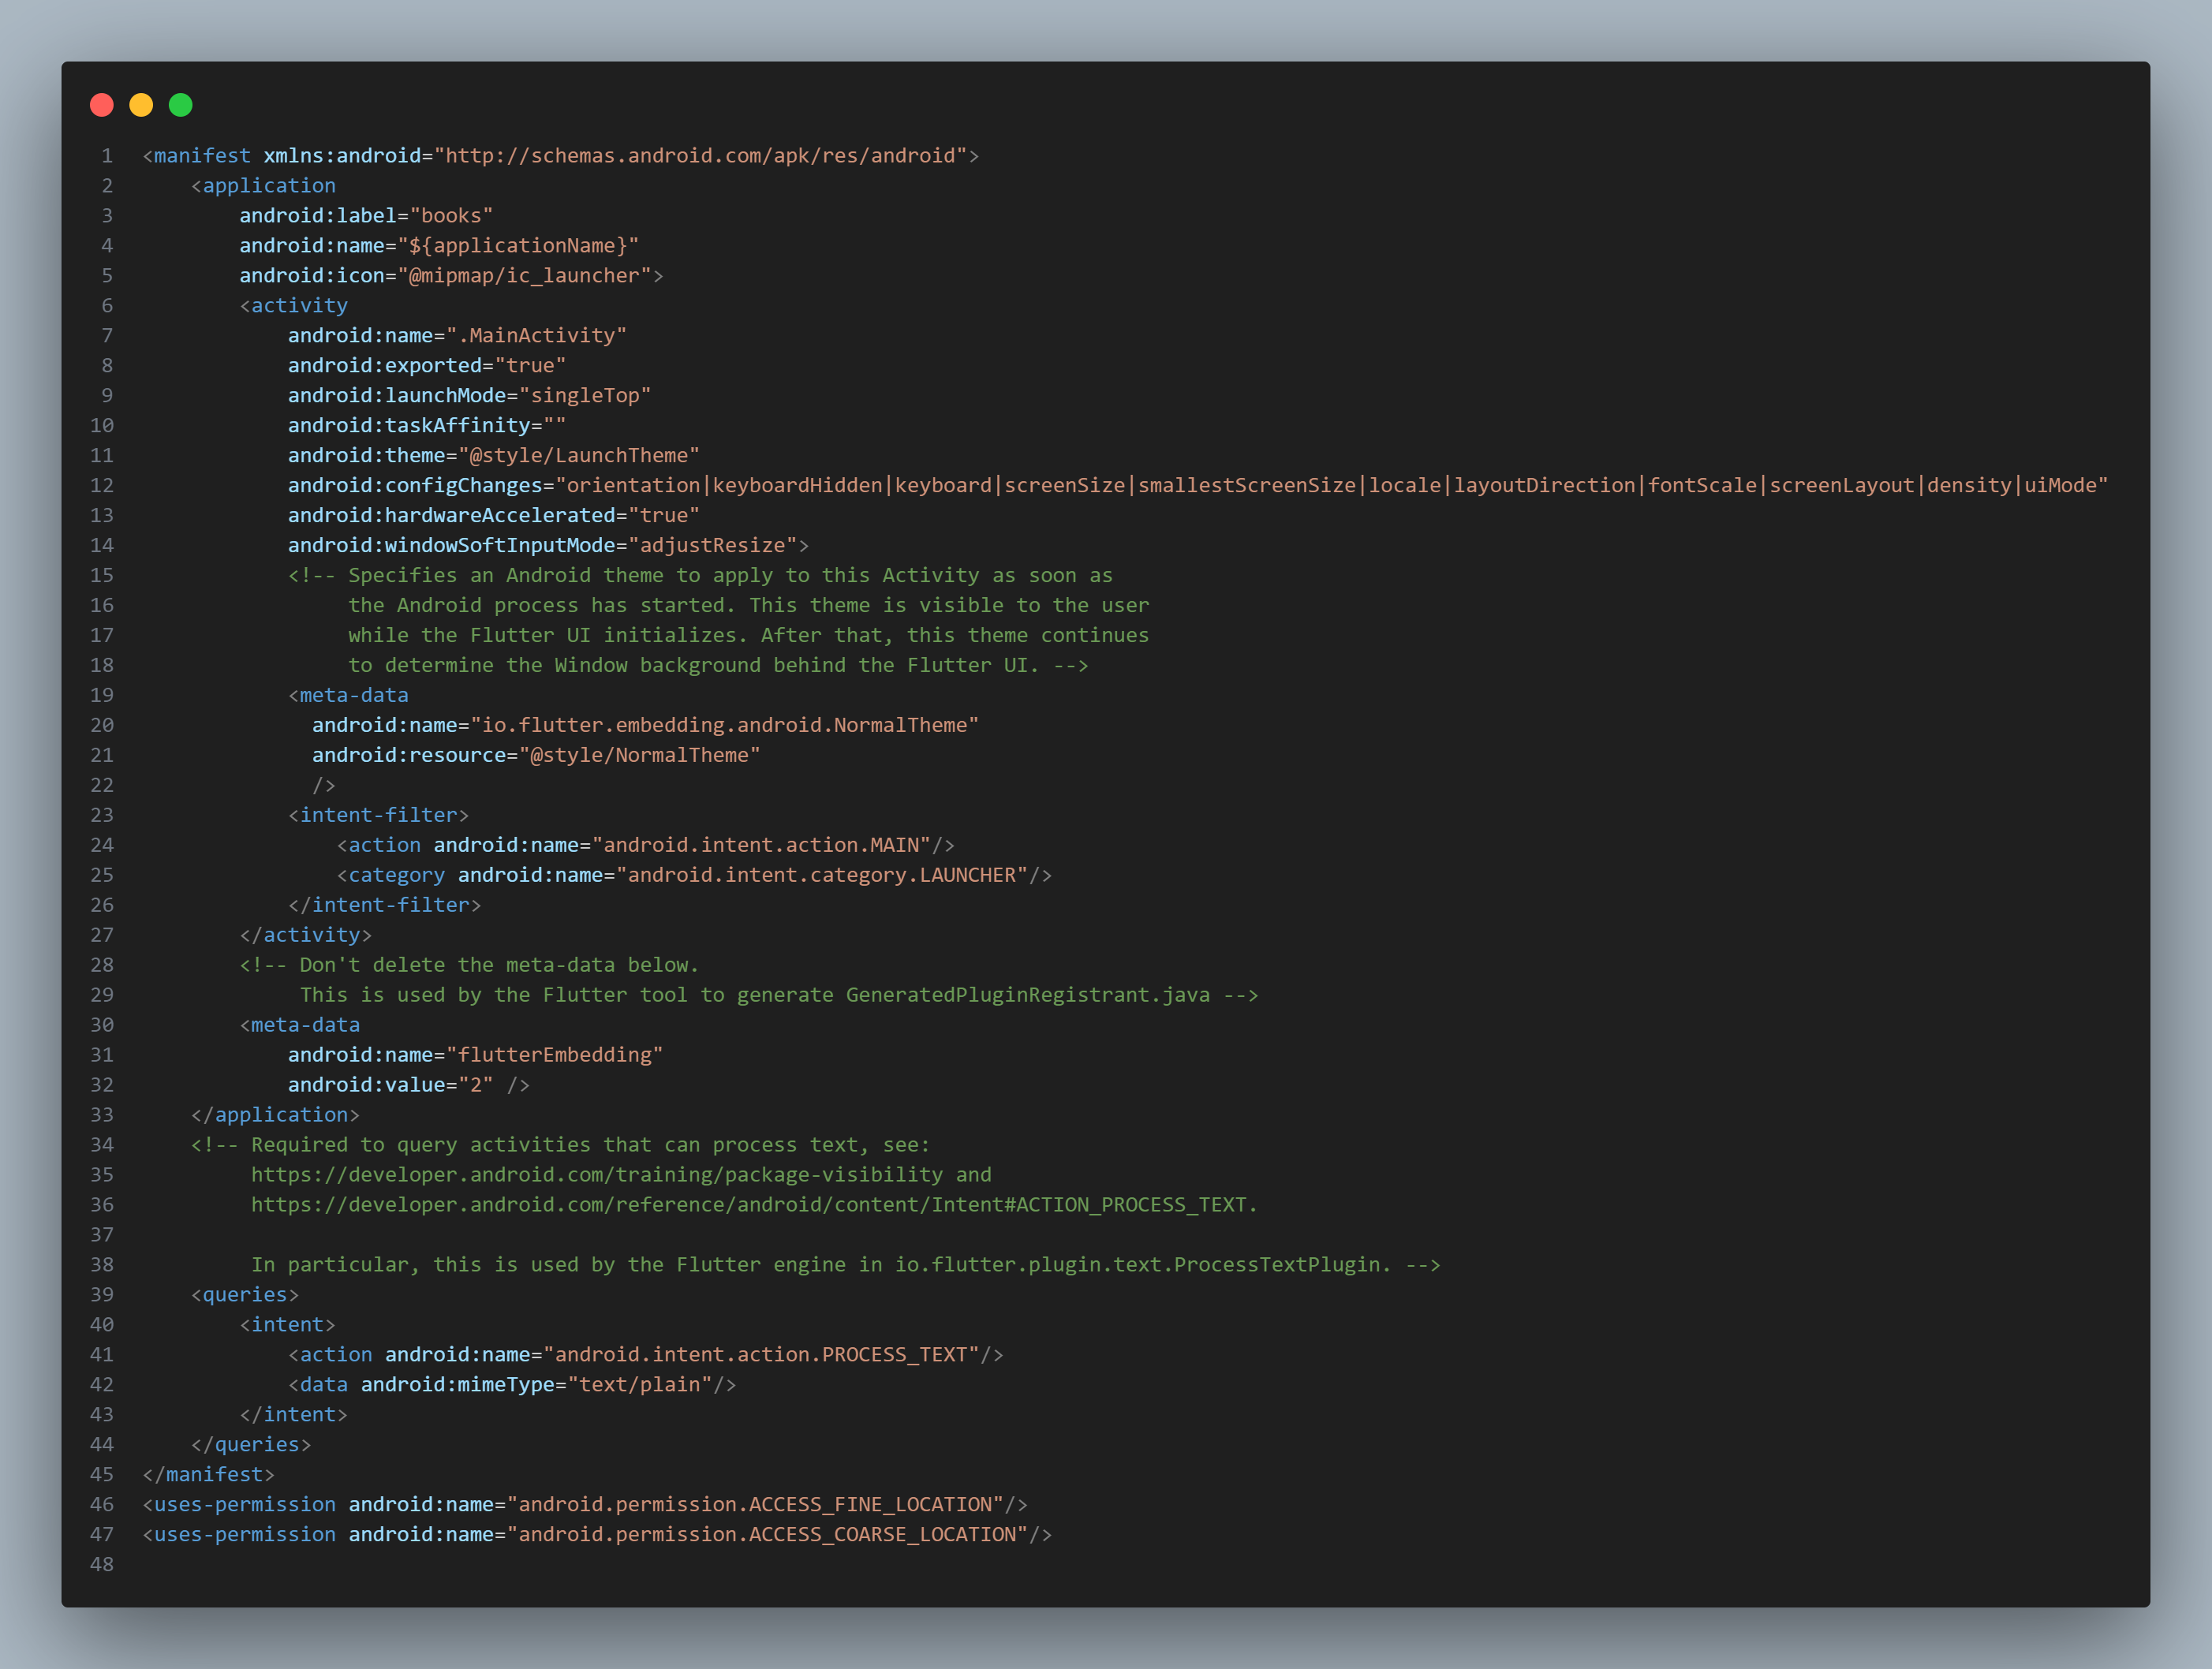 1 <manifest xmlns:android="http://schemas.android.com/apk/res/android">
2     <application
3         android:label="books"
4         android:name="${applicationName}"
5         android:icon="@mipmap/ic_launcher">
6         <activity
7             android:name=".MainActivity"
8             android:exported="true"
9             android:launchMode="singleTop"
10             android:taskAffinity=""
11             android:theme="@style/LaunchTheme"
12             android:configChanges="orientation|keyboardHidden|keyboard|screenSize|smallestScreenSize|locale|layoutDirection|fontScale|screenLayout|density|uiMode"
13             android:hardwareAccelerated="true"
14             android:windowSoftInputMode="adjustResize">
15             <!-- Specifies an Android theme to apply to this Activity as soon as
16                  the Android process has started. This theme is visible to the user
17                  while the Flutter UI initializes. After that, this theme continues
18                  to determine the Window background behind the Flutter UI. -->
19             <meta-data
20               android:name="io.flutter.embedding.android.NormalTheme"
21               android:resource="@style/NormalTheme"
22               />
23             <intent-filter>
24                 <action android:name="android.intent.action.MAIN"/>
25                 <category android:name="android.intent.category.LAUNCHER"/>
26             </intent-filter>
27         </activity>
28         <!-- Don't delete the meta-data below.
29              This is used by the Flutter tool to generate GeneratedPluginRegistrant.java -->
30         <meta-data
31             android:name="flutterEmbedding"
32             android:value="2" />
33     </application>
34     <!-- Required to query activities that can process text, see:
35          https://developer.android.com/training/package-visibility and
36          https://developer.android.com/reference/android/content/Intent#ACTION_PROCESS_TEXT.
37
38          In particular, this is used by the Flutter engine in io.flutter.plugin.text.ProcessTextPlugin. -->
39     <queries>
40         <intent>
41             <action android:name="android.intent.action.PROCESS_TEXT"/>
42             <data android:mimeType="text/plain"/>
43         </intent>
44     </queries>
45 </manifest>
46 <uses-permission android:name="android.permission.ACCESS_FINE_LOCATION"/>
47 <uses-permission android:name="android.permission.ACCESS_COARSE_LOCATION"/>
48